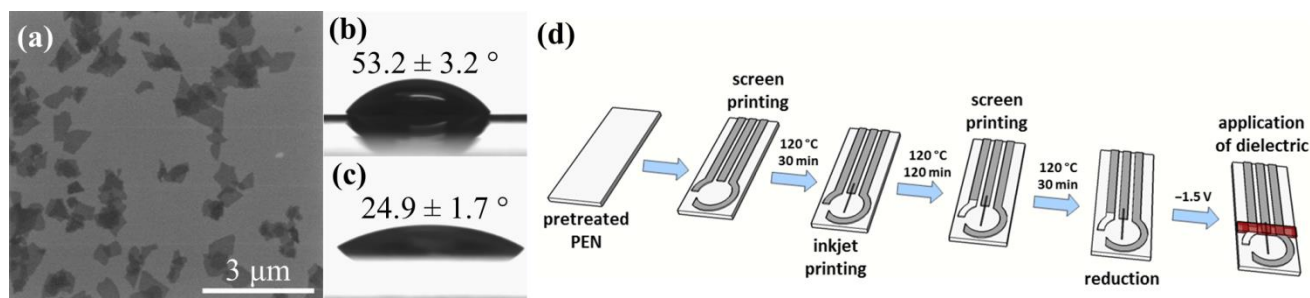 (a)
3 μm
(b)
53.2 ± 3.2 °
(c)
24.9 ± 1.7 °
(d)
pretreated
PEN
screen
printing
120 °C
30 min
inkjet
printing
120 °C
120 min
screen
printing
120 °C
30 min
reduction
−1.5 V
application
of dielectric